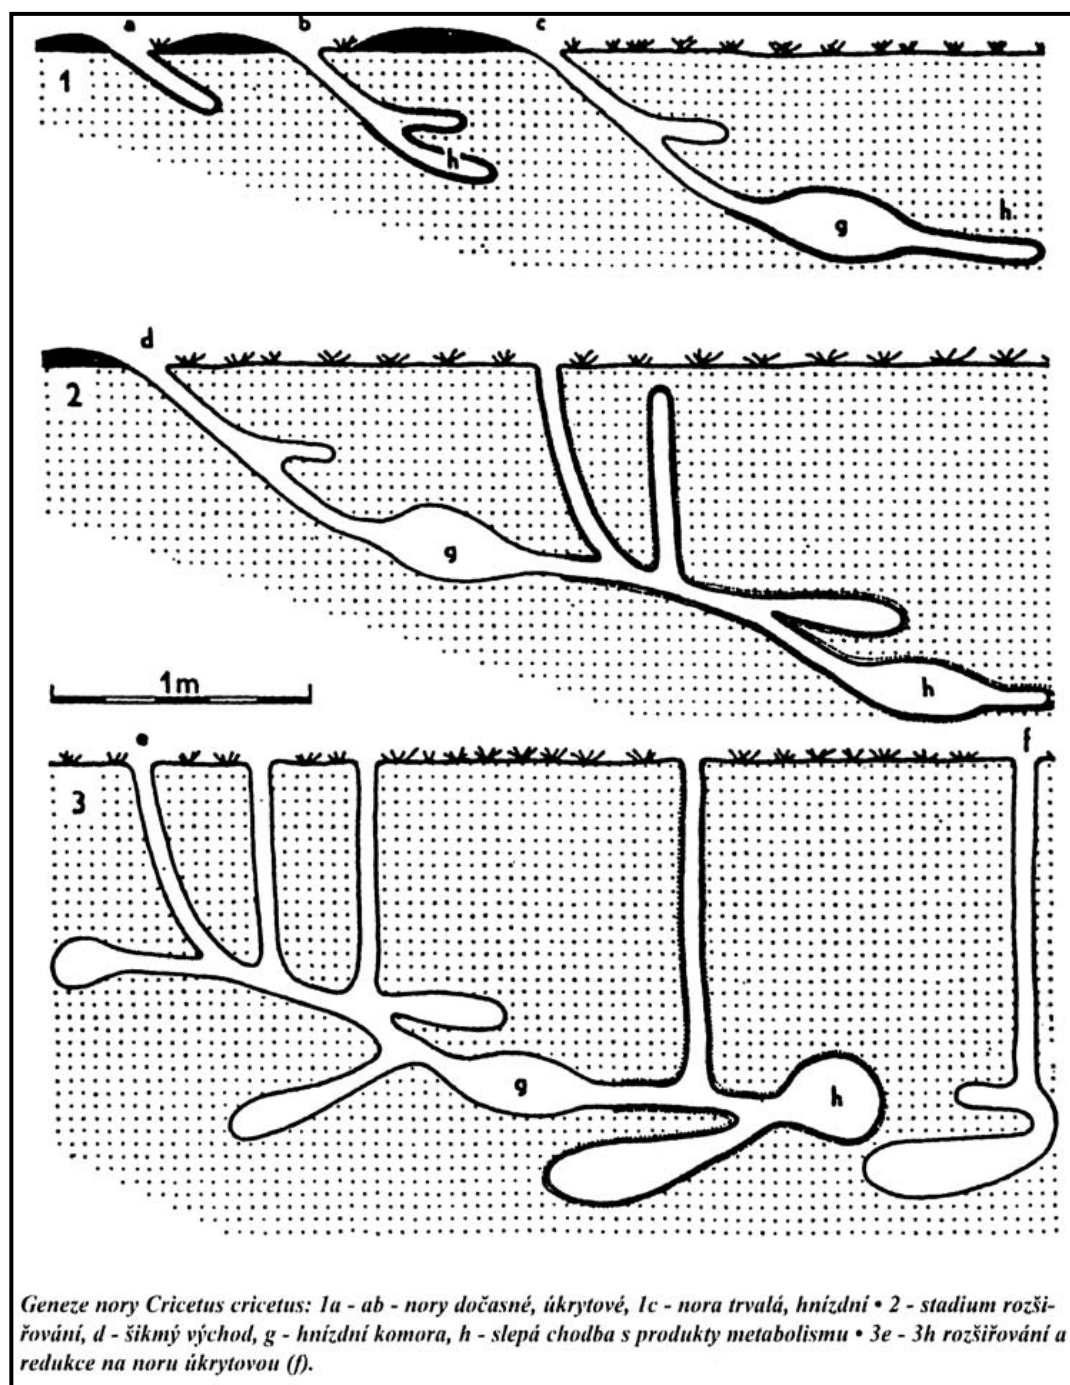 a b c
1
h
g
h
d
2
g
h
1m
e f
3
g
h
Geneze nory Cricetus cricetus: 1a - ab - nory dočasné, úkrytové, 1c - nora trvalá, hnízdní • 2 - stadium rozši-
řování, d - šikmý východ, g - hnízdní komora, h - slepá chodba s produkty metabolismu • 3e - 3h rozšiřování a
redukce na noru úkrytovou (f).